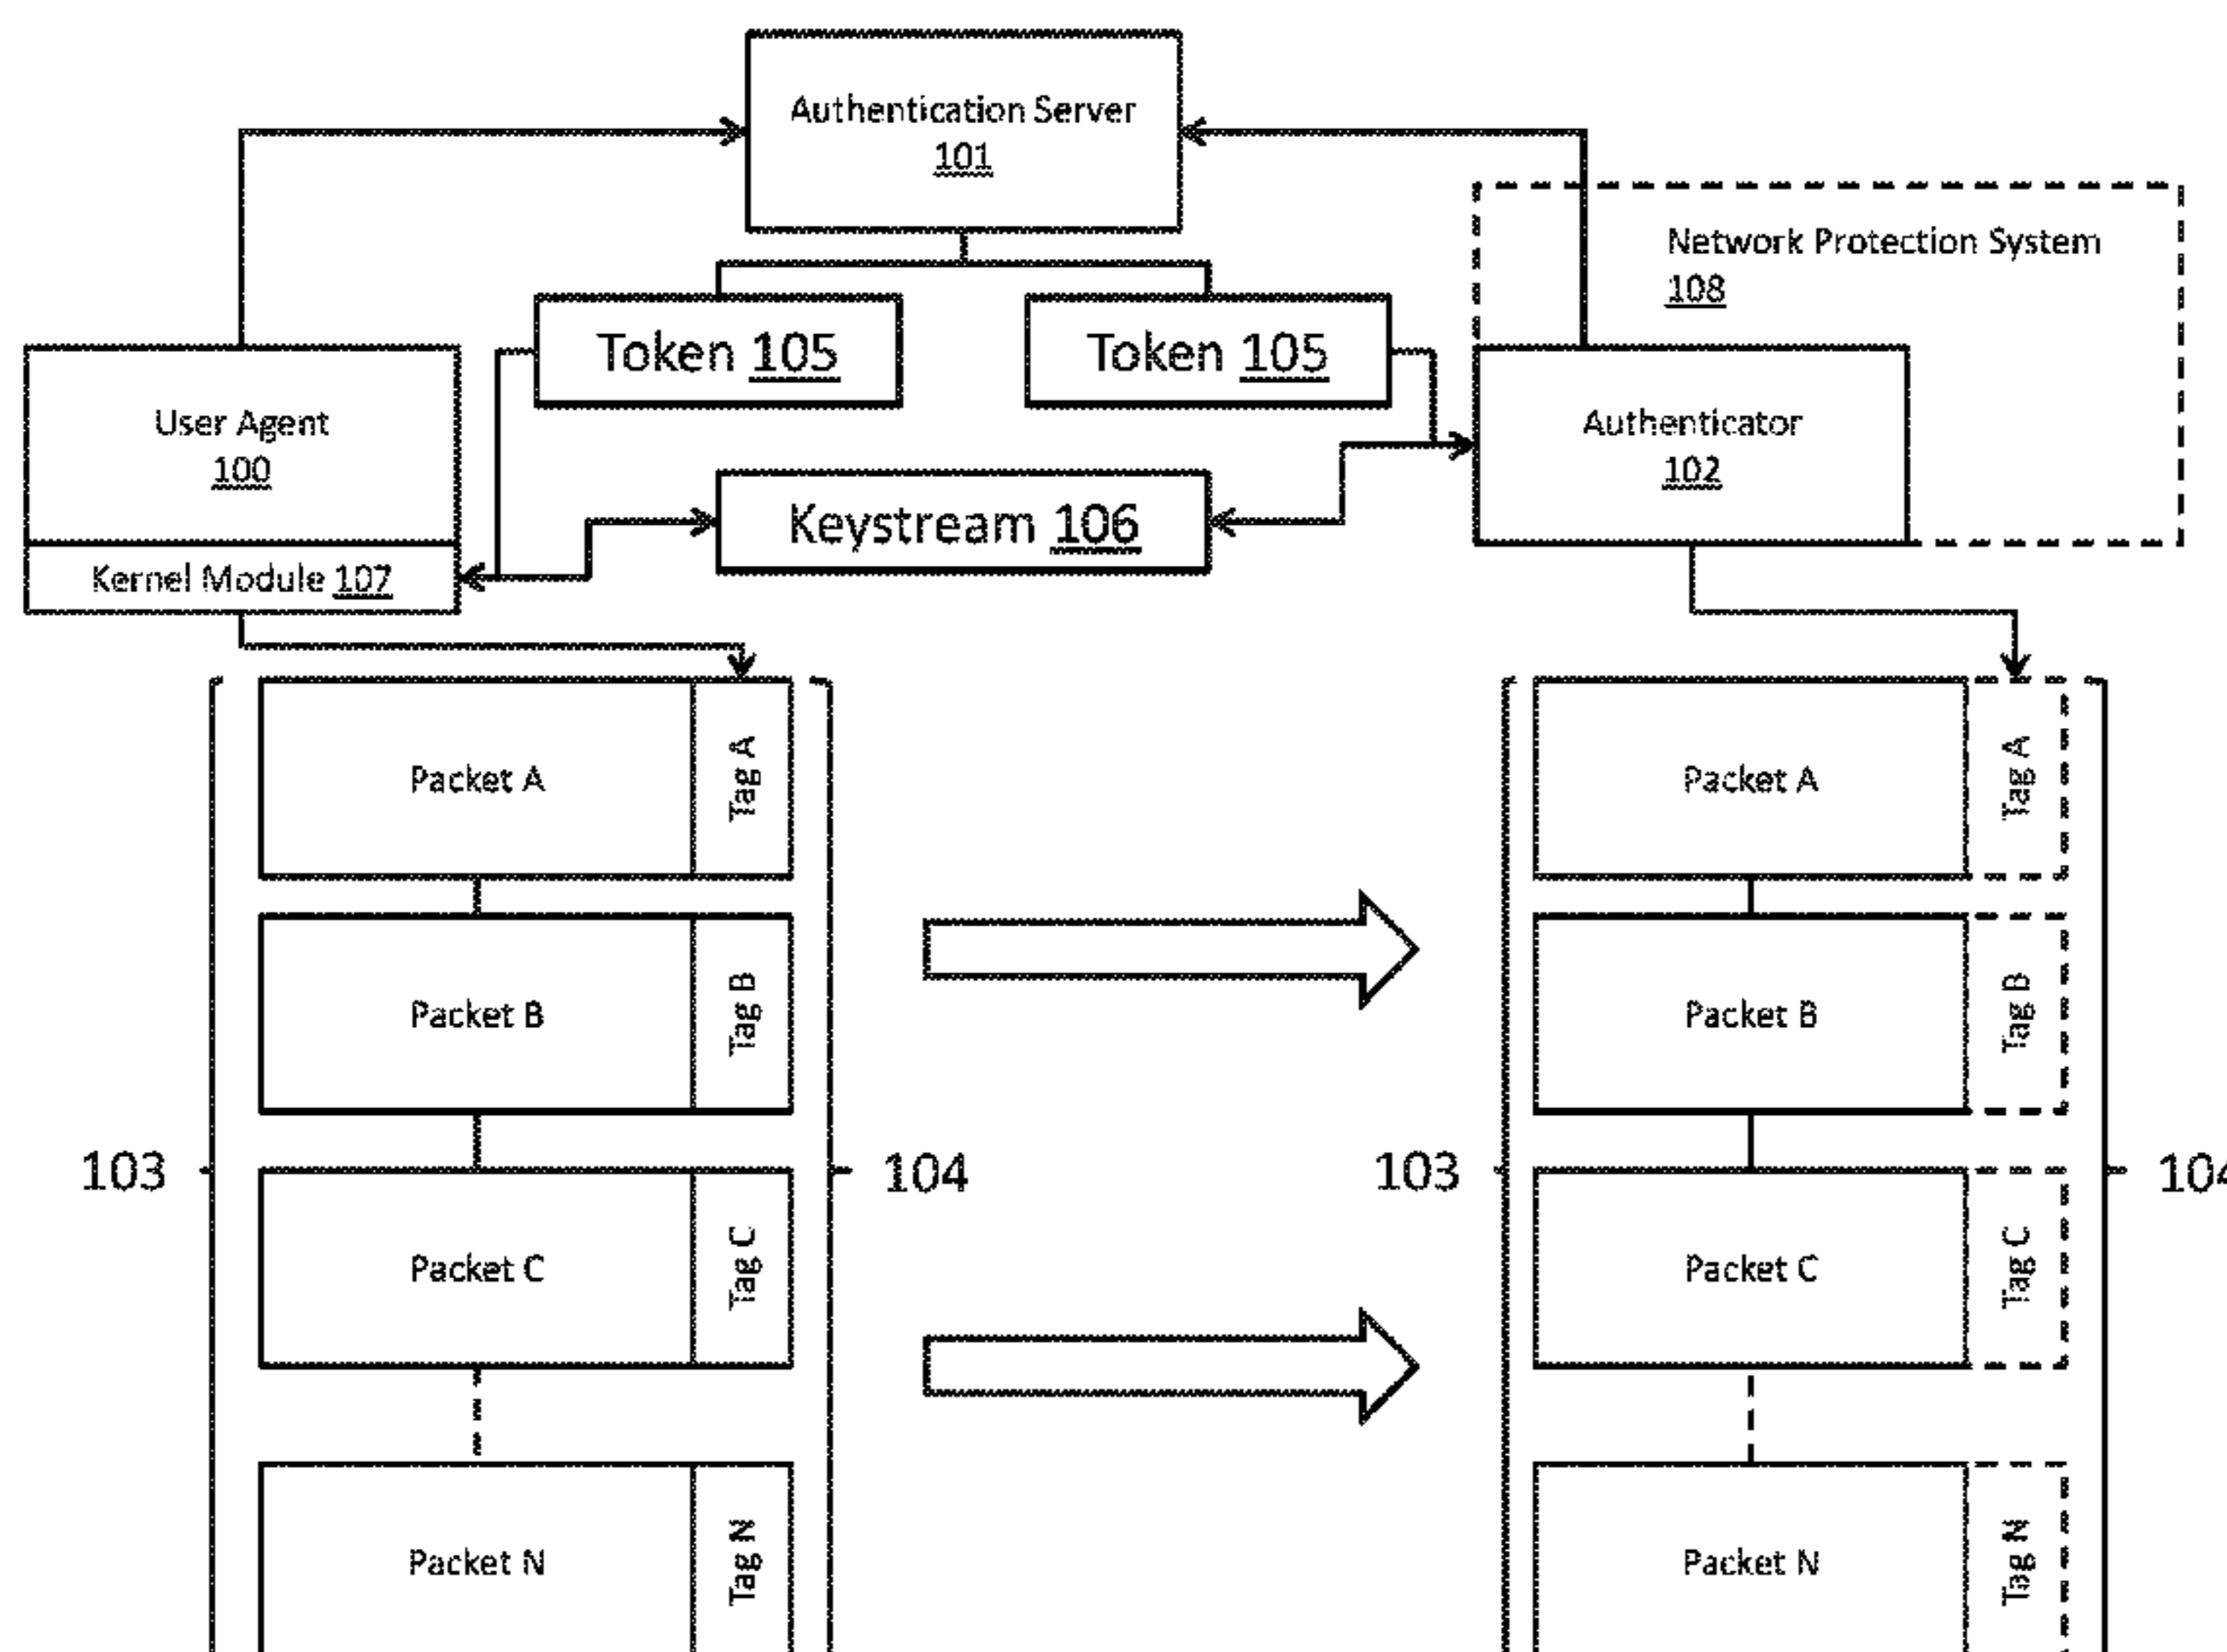 Authentication Server
101
Network Protection System
108
Token 105
Token 105
User Agent
100
Authenticator
102
Keystream 106
Kernel Module 107
Packet A
Tag A
Packet A
Tag A
Packet B
Tag B
Packet B
Tag B
103
104
103
104
Packet C
Tag C
Packet C
Tag C
Packet N
Tag N
Packet N
Tag N